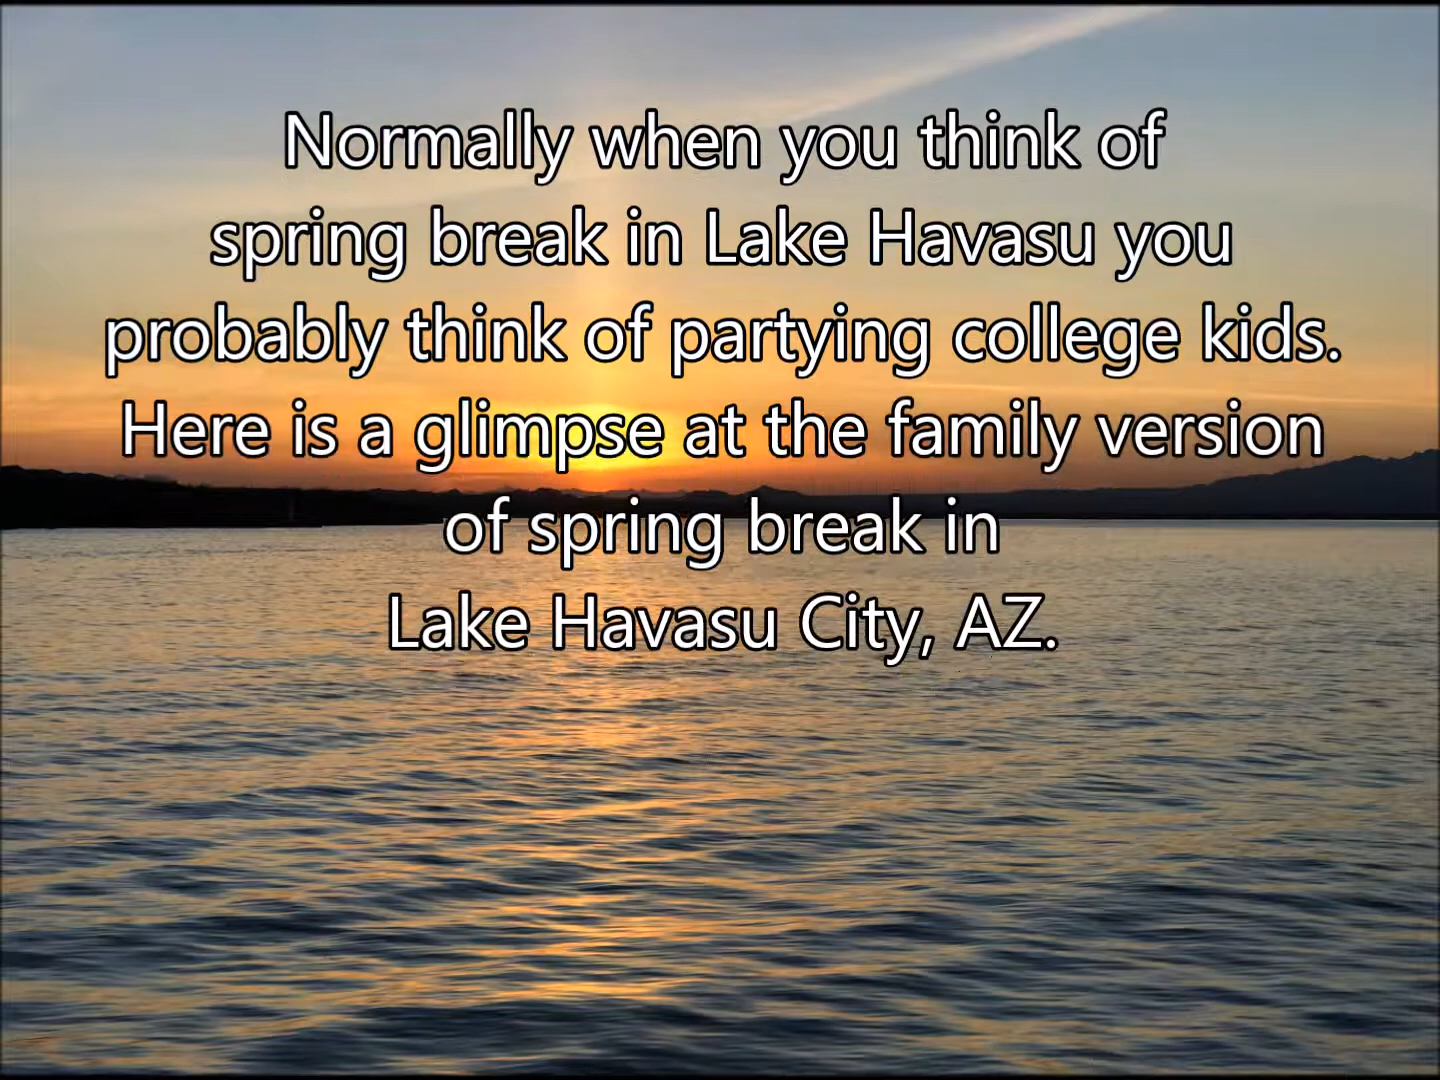 Normally when you think of
spring break in Lake Havasu you
probably think of partying college kids.
Here is a glimpse at the family version
of spring break in
Lake Havasu City, AZ.